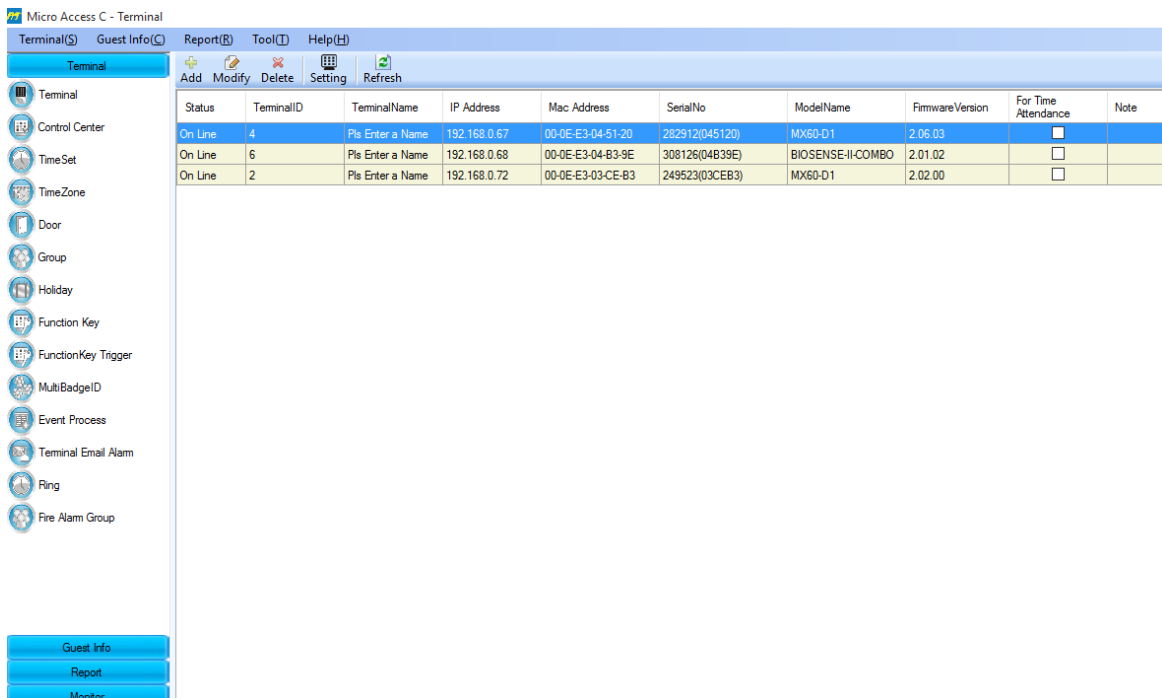 Micro Access C - Terminal
Terminal(S) Guest Info(C) Report(R) Tool(T) Help(H)
Terminal
Add Modify Delete Setting Refresh
Terminal
Control Center
TimeSet
TimeZone
Door
Group
Holiday
Function Key
FunctionKey Trigger
MultiBadgeID
Event Process
Terminal Email Alarm
Ring
Fire Alarm Group
Guest Info
Report
Monitor
Status TerminalID TerminalName IP Address Mac Address SerialNo ModelName FirmwareVersion For Time Attendance Note
On Line 4 Pls Enter a Name 192.168.0.67 00-0E-E3-04-51-20 282912(045120) MX60-D1 2.06.03
On Line 6 Pls Enter a Name 192.168.0.68 00-0E-E3-04-B3-9E 308126(04B39E) BIOSENSE-II-COMBO 2.01.02
On Line 2 Pls Enter a Name 192.168.0.72 00-0E-E3-03-CE-B3 249523(03CEB3) MX60-D1 2.02.00